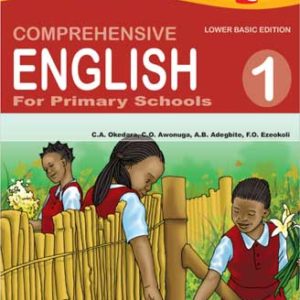 COMPREHENSIVE
LOWER BASIC EDITION
ENGLISH
1
For Primary Schools
C.A. Okedara, C.O. Awonuga, A.B. Adegbite, F.O. Ezeokoli